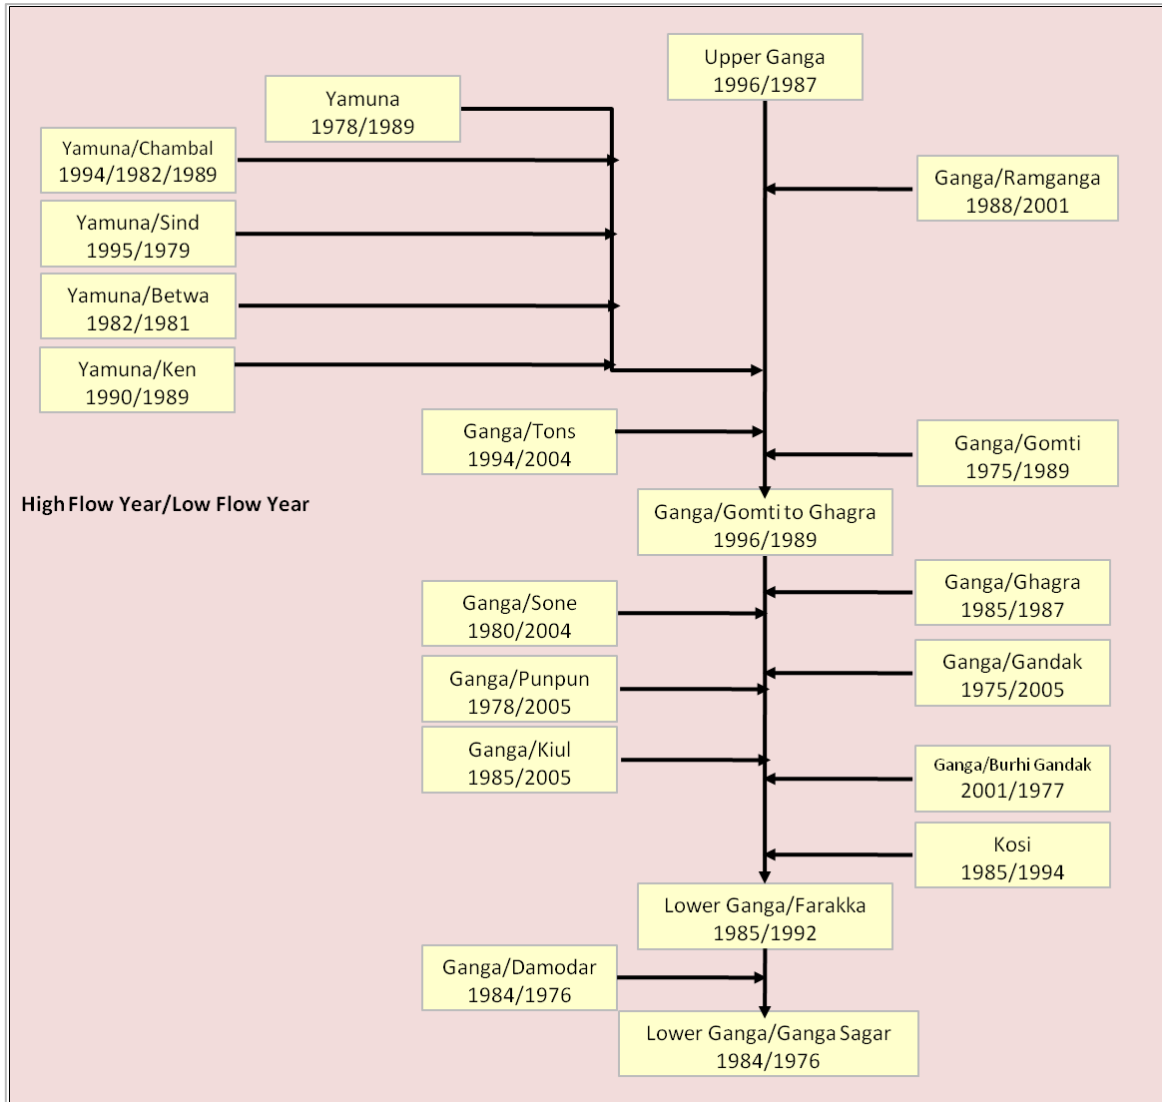 Upper Ganga
1996/1987
Yamuna
1978/1989
Yamuna/Chambal
1994/1982/1989
Ganga/Ramganga
1988/2001
Yamuna/Sind
1995/1979
Yamuna/Betwa
1982/1981
Yamuna/Ken
1990/1989
Ganga/Tons
1994/2004
Ganga/Gomti
1975/1989
High Flow Year/Low Flow Year
Ganga/Gomti to Ghagra
1996/1989
Ganga/Ghagra
1985/1987
Ganga/Sone
1980/2004
Ganga/Gandak
1975/2005
Ganga/Punpun
1978/2005
Ganga/Kiul
1985/2005
Ganga/Burhi Gandak
2001/1977
Kosi
1985/1994
Lower Ganga/Farakka
1985/1992
Ganga/Damodar
1984/1976
Lower Ganga/Ganga Sagar
1984/1976